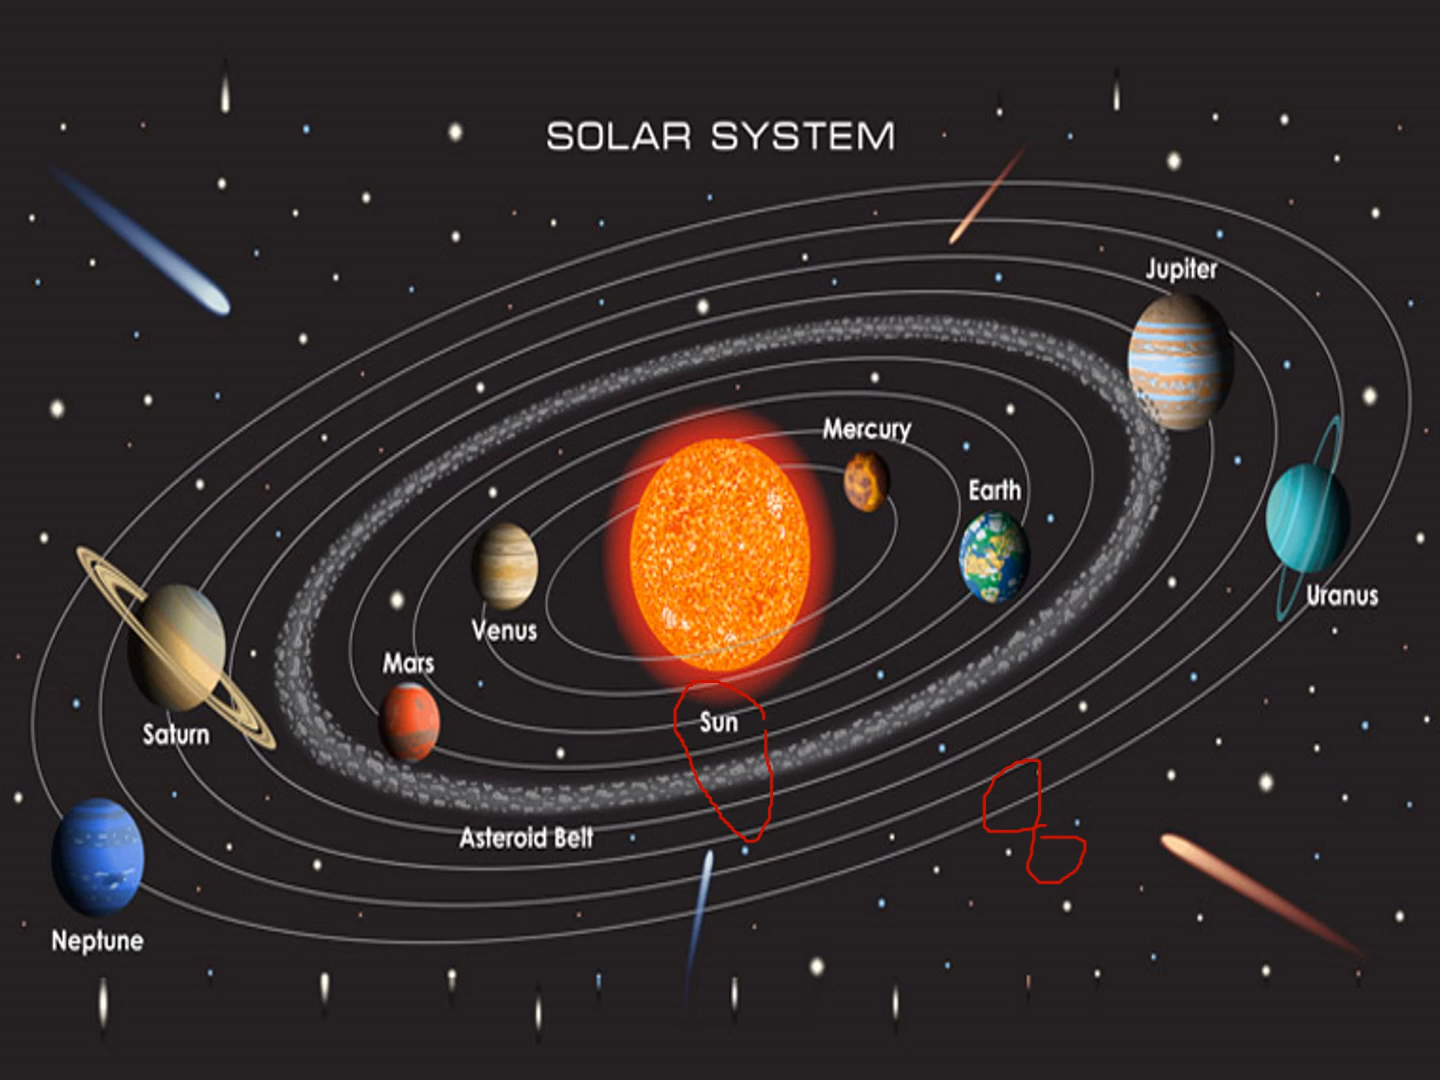 SOLAR SYSTEM
Jupiter
Mercury
Earth
Uranus
Venus
Mars
Sun
Saturn
Asteroid Belt
Neptune